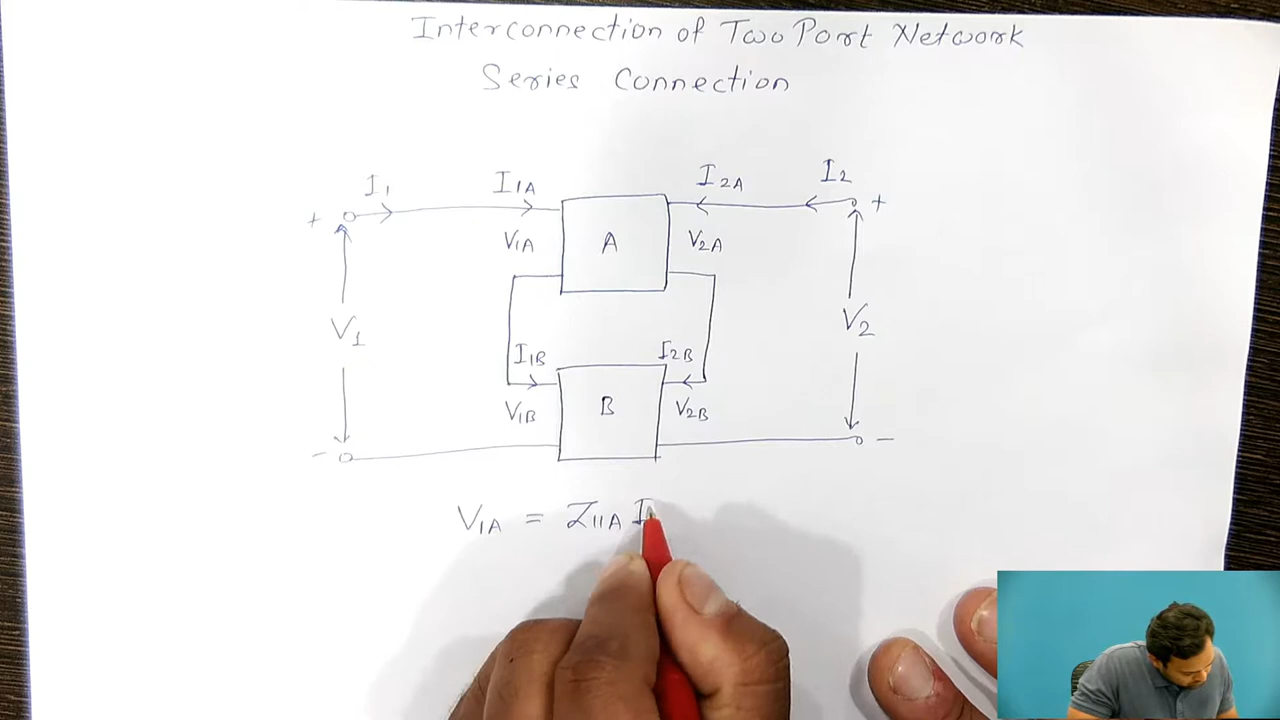 Interconnection of Two Port Network
Series Connection
I1 I1A I2A I2
+ +
V1A A V2A
V1 V2
I1B I2B
V1B B V2B
- -
V1A = Z11A I